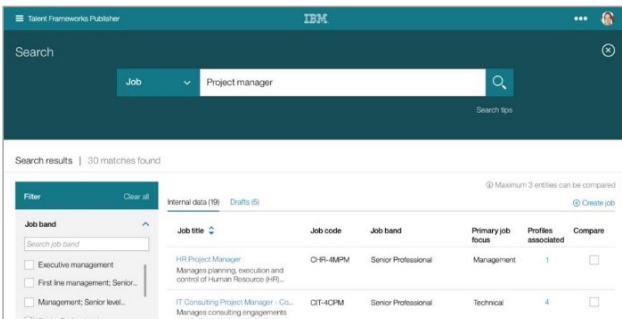 Talent Frameworks Publisher
IBM
Search
Job
Project manager
Search tips
Search results | 30 matches found
Maximum 3 entities can be compared
Filter
Clear all
Internal data (19)
Drafts (5)
Create job
Job band
Search job band
Job title
Job code
Job band
Primary job focus
Profiles associated
Compare
Executive management
First line management; Senior...
Management; Senior level...
HR Project Manager
Manages planning, execution and
control of Human Resource (HR)...
CHR-4MPM
Senior Professional
Management
1
IT Consulting Project Manager - Co...
Manages consulting engagements
CIT-4CPM
Senior Professional
Technical
4